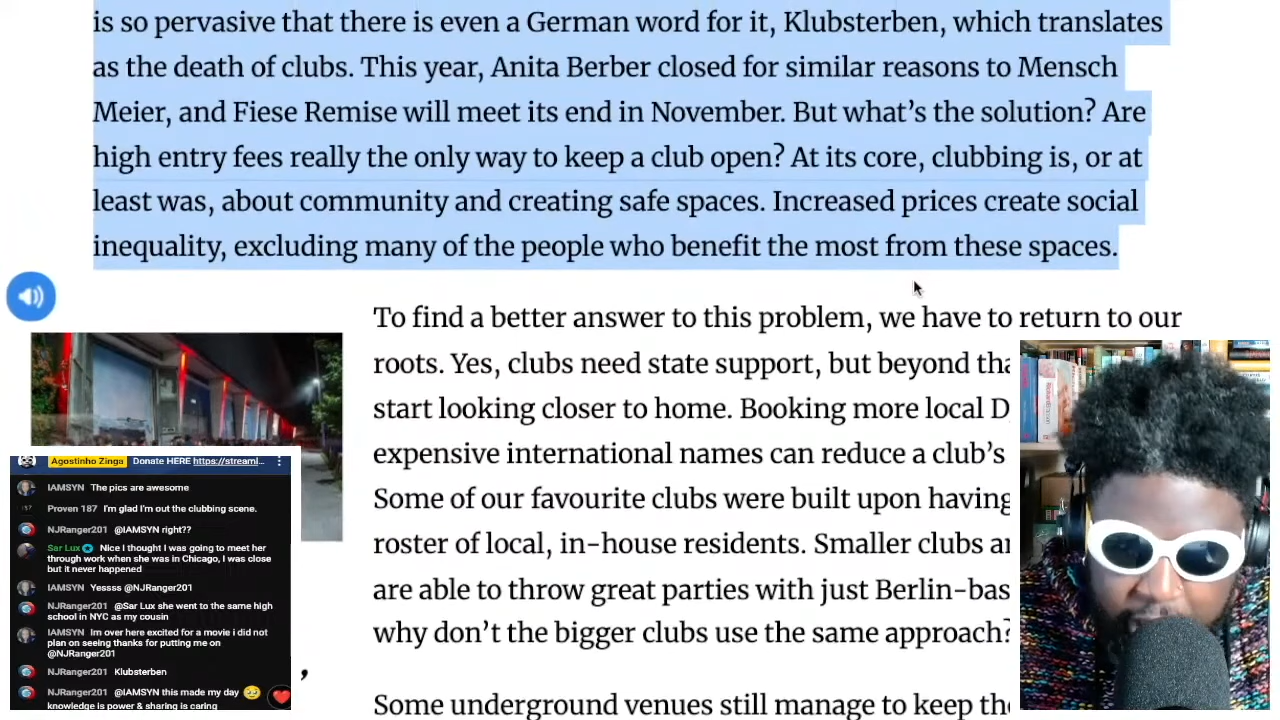 is so pervasive that there is even a German word for it, Klubsterben, which translates
as the death of clubs. This year, Anita Berber closed for similar reasons to Mensch
Meier, and Fiese Remise will meet its end in November. But what’s the solution? Are
high entry fees really the only way to keep a club open? At its core, clubbing is, or at
least was, about community and creating safe spaces. Increased prices create social
inequality, excluding many of the people who benefit the most from these spaces.
To find a better answer to this problem, we have to return to our
roots. Yes, clubs need state support, but beyond tha
start looking closer to home. Booking more local D
expensive international names can reduce a club’s
Some of our favourite clubs were built upon having
roster of local, in-house residents. Smaller clubs ar
are able to throw great parties with just Berlin-bas
why don’t the bigger clubs use the same approach?
Some underground venues still manage to keep the
Agostinho Zinga Donate HERE https://streaml...
IAMSYN The pics are awesome
Proven 187 I'm glad I'm out the clubbing scene.
NJRanger201 @IAMSYN right??
Sar Lux Nice I thought I was going to meet her
through work when she was in Chicago, I was close
but it never happened
IAMSYN Yessss @NJRanger201
NJRanger201 @Sar Lux she went to the same high
school in NYC as my cousin
IAMSYN Im over here excited for a movie i did not
plan on seeing thanks for putting me on
@NJRanger201
NJRanger201 Klubsterben
NJRanger201 @IAMSYN this made my day 🥹
knowledge is power & sharing is caring